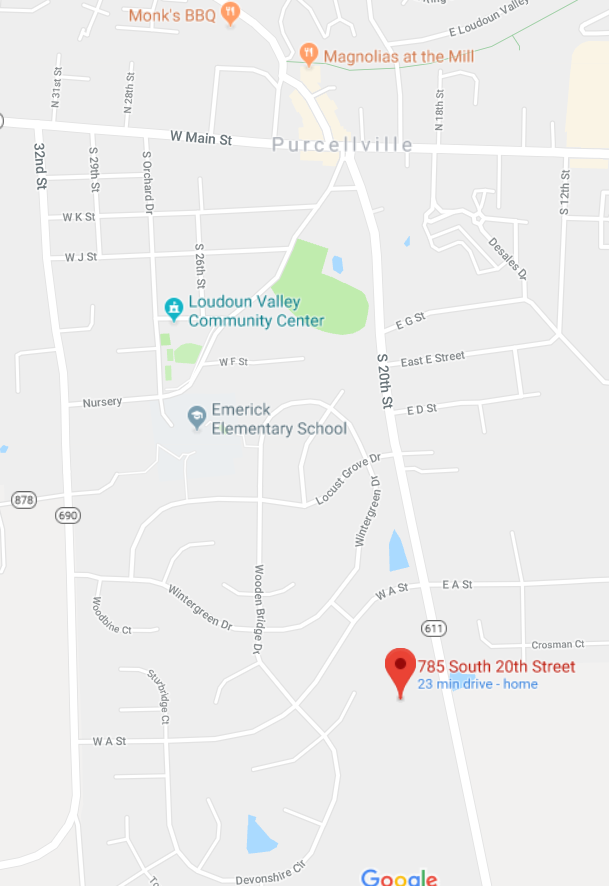 Monk's BBQ
E Loudoun Valley
Magnolias at the Mill
N 31st St
N 28th St
N 18th St
W Main St
Purcellville
32nd St
S 29th St
S Orchard Dr
S 12th St
W K St
S 26th St
Desales Dr
W J St
Loudoun Valley
Community Center
E G St
S 20th St
East E Street
W F St
Nursery
E D St
Emerick
Elementary School
Locust Grove Dr
Wintergreen Dr
878
690
Wooden Bridge Dr
W A St
E A St
Woodbine Ct
Wintergreen Dr
611
Crosman Ct
785 South 20th Street
23 min drive - home
Sturbridge Ct
W A St
Devonshire Cir
Google